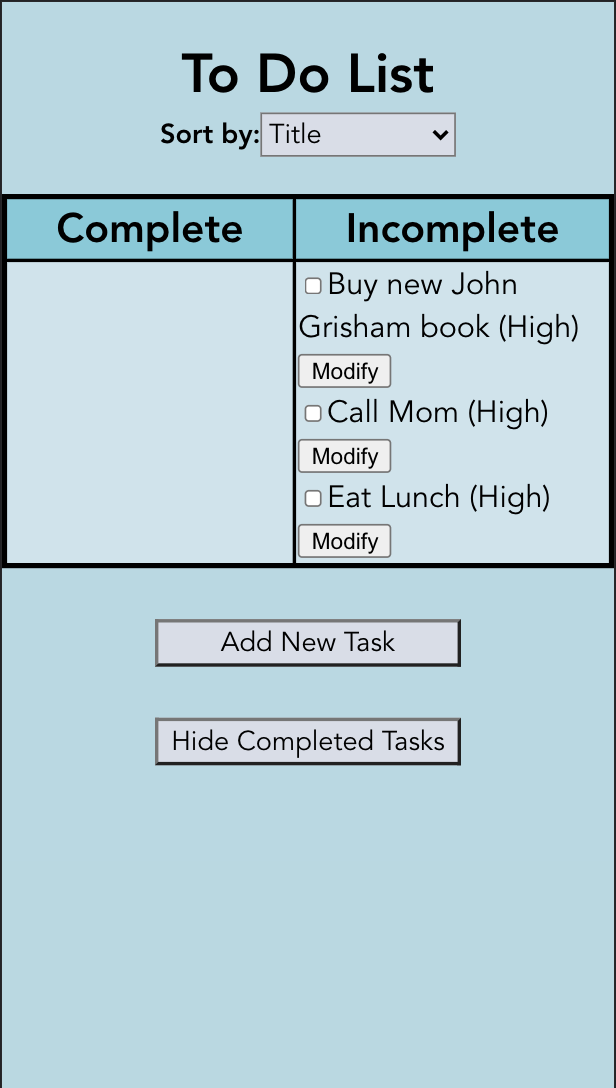 To Do List
Sort by: Title
Complete
Incomplete
Buy new John
Grisham book (High)
Modify
Call Mom (High)
Modify
Eat Lunch (High)
Modify
Add New Task
Hide Completed Tasks